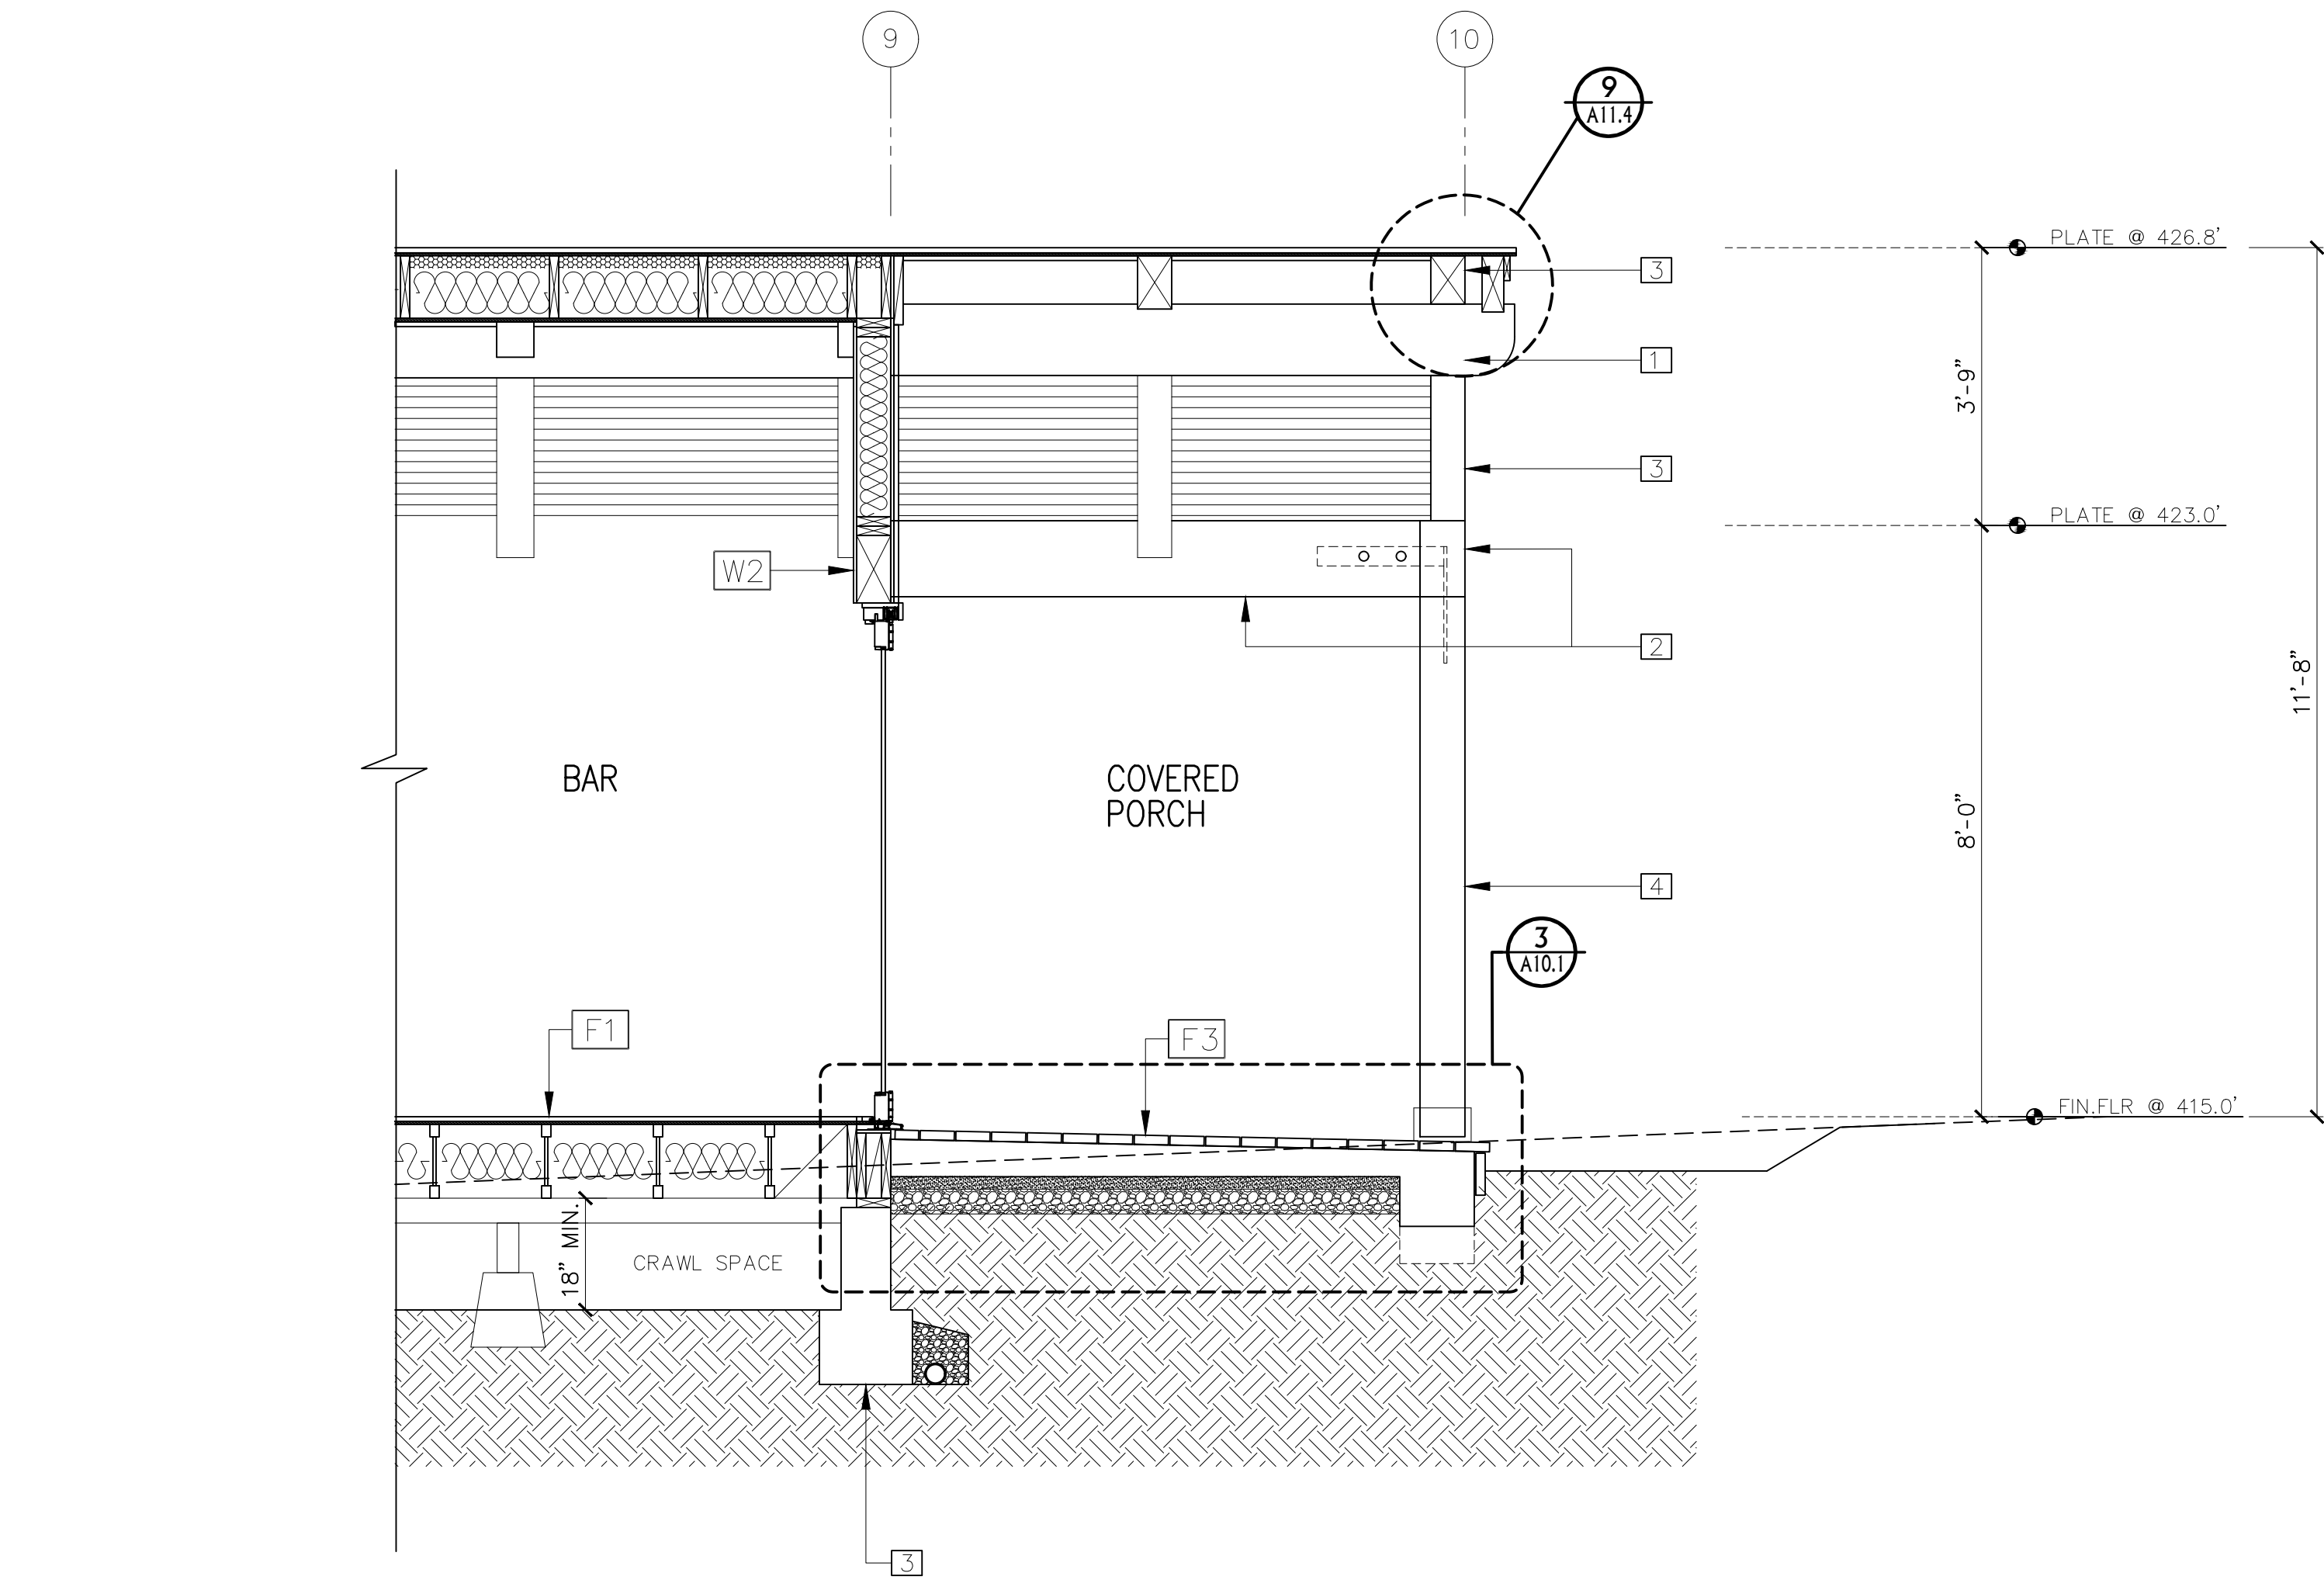 9
10
9
A11.4
PLATE @ 426.8'
3
1
3'-9"
3
PLATE @ 423.0'
W2
2
11'-8"
BAR
COVERED
PORCH
8'-0"
4
3
A10.1
F1
F3
FIN.FLR @ 415.0'
18" MIN.
CRAWL SPACE
3